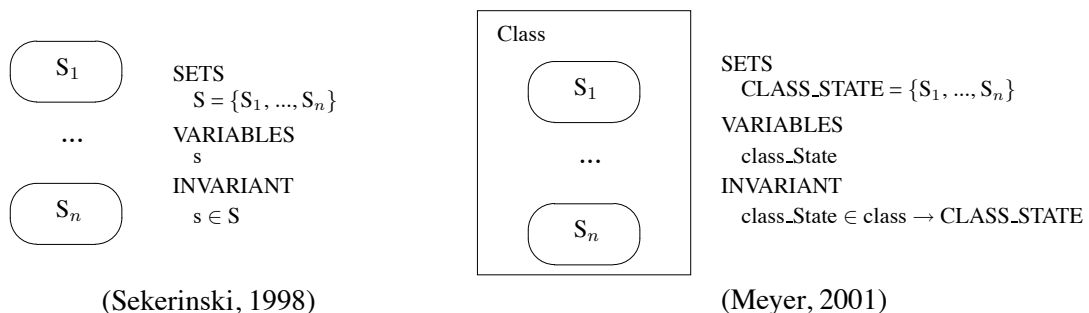 S₁
...
Sₙ
SETS
S = {S₁, ..., Sₙ}
VARIABLES
s
INVARIANT
s ∈ S
(Sekerinski, 1998)
Class
S₁
...
Sₙ
SETS
CLASS_STATE = {S₁, ..., Sₙ}
VARIABLES
class_State
INVARIANT
class_State ∈ class → CLASS_STATE
(Meyer, 2001)